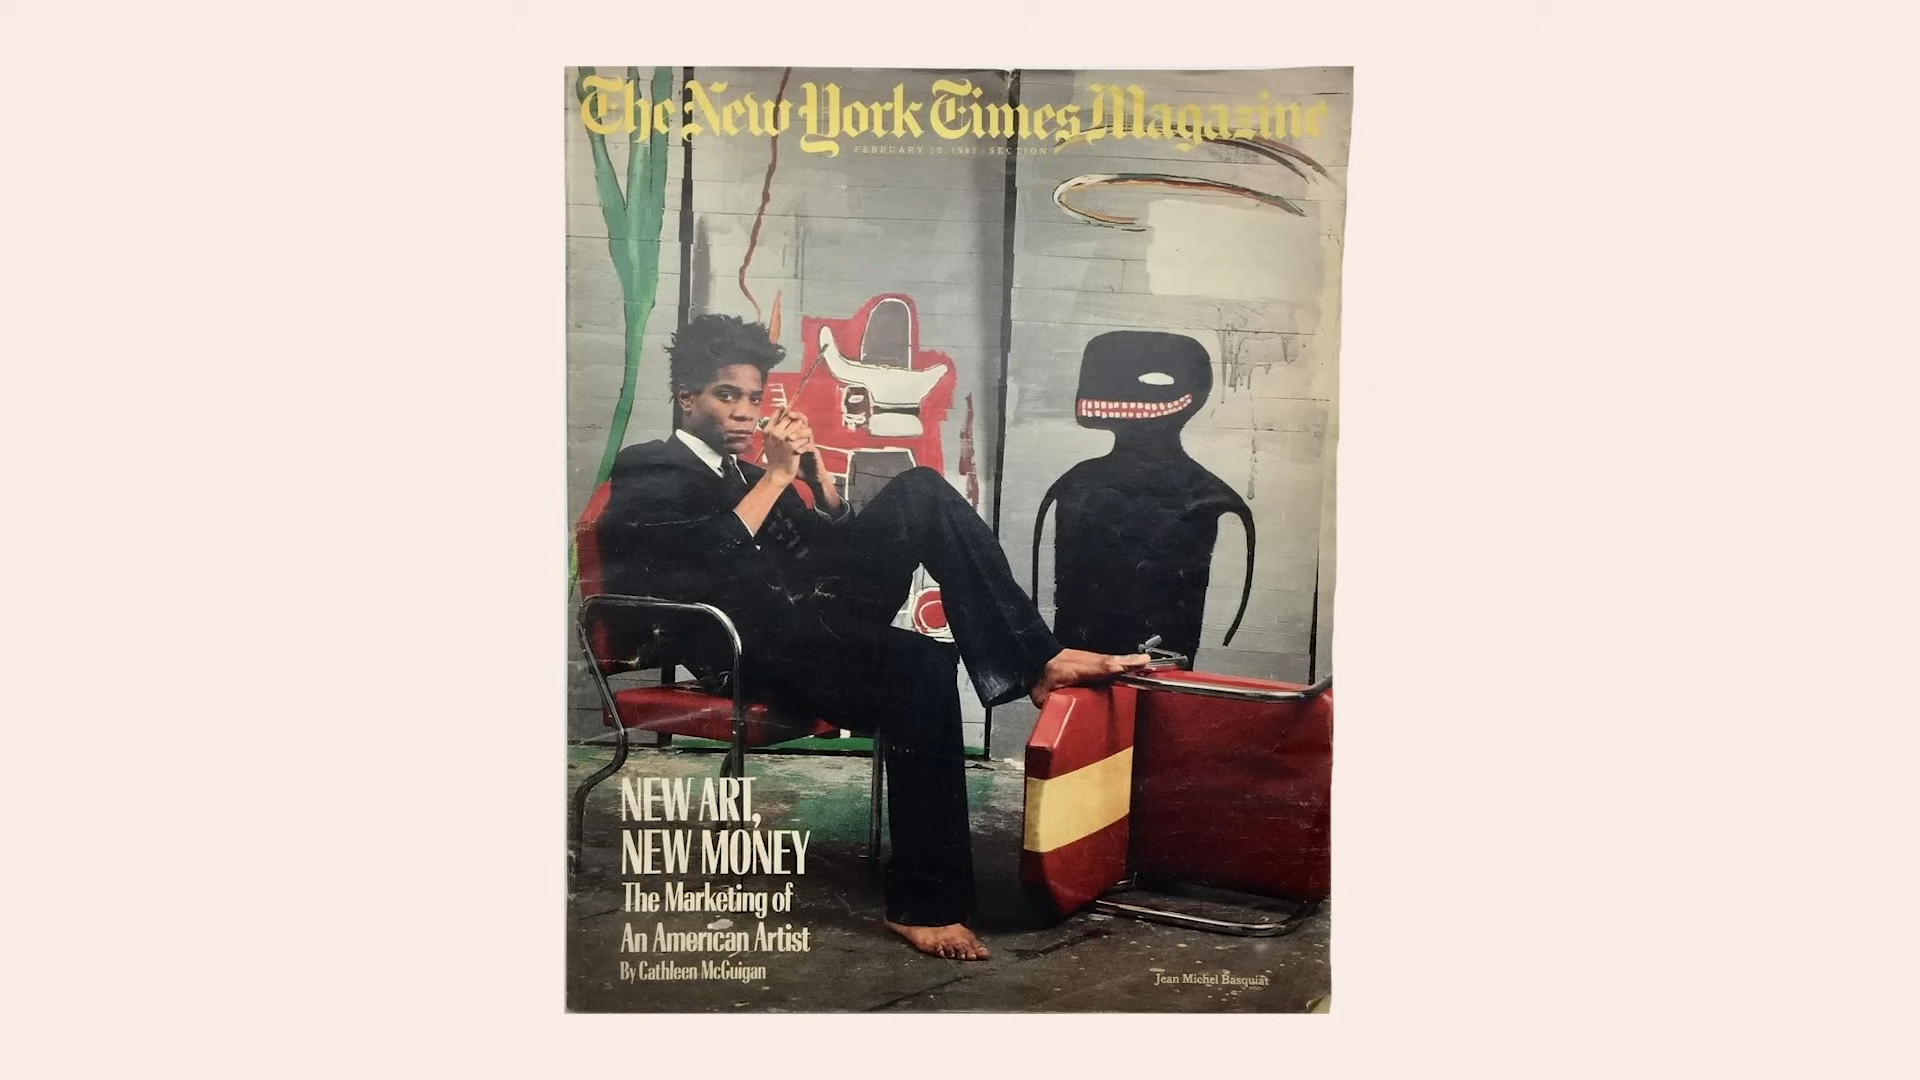 The New York Times Magazine
FEBRUARY 10, 1985 / SECTION 6
NEW ART,
NEW MONEY
The Marketing of
An American Artist
By Cathleen McGuigan
Jean Michel Basquiat